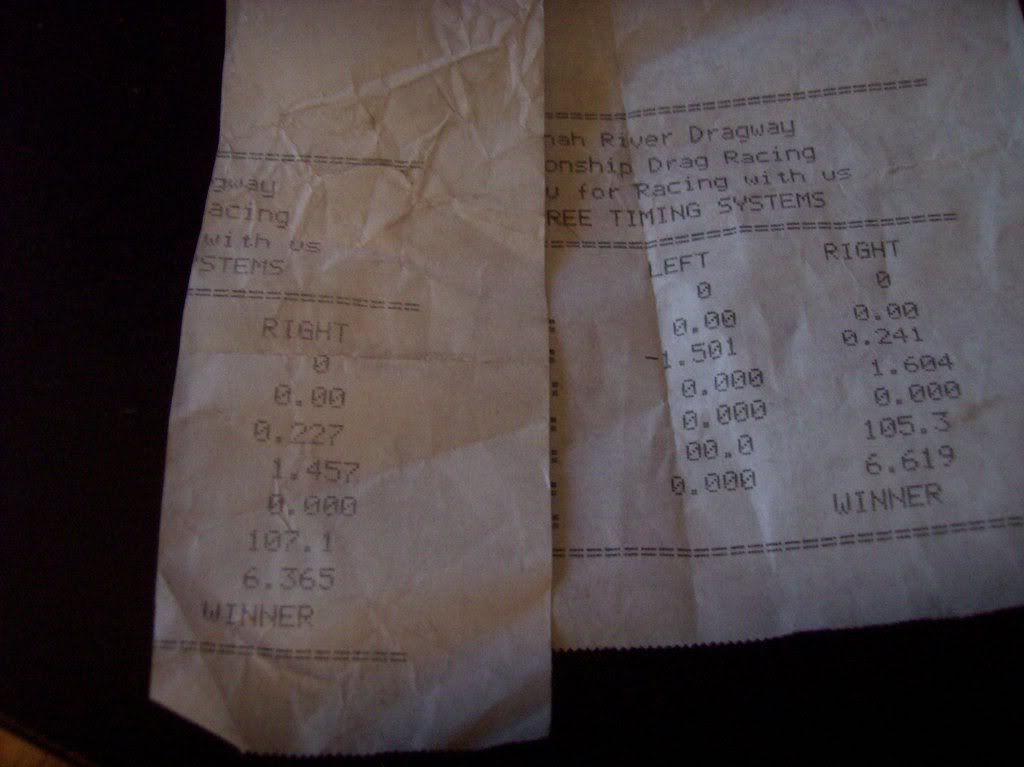 gway
acing
with us
STEMS
RIGHT
0
0.00
0.227
1.457
0.000
107.1
6.365
WINNER
nah River Dragway
onship Drag Racing
u for Racing with us
REE TIMING SYSTEMS
LEFT RIGHT
0 0
0.00 0.00
-1.501 0.241
0.000 1.604
0.000 0.000
00.0 105.3
0.000 6.619
WINNER